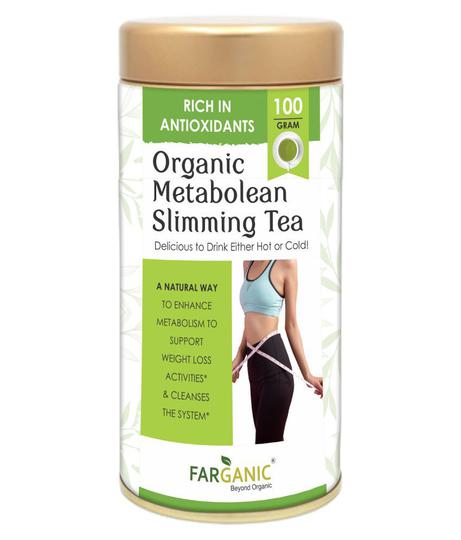 RICH IN
ANTIOXIDANTS
100
GRAM
Organic
Metabolean
Slimming Tea
Delicious to Drink Either Hot or Cold!
A NATURAL WAY
TO ENHANCE
METABOLISM TO
SUPPORT
WEIGHT LOSS
ACTIVITIES*
& CLEANSES
THE SYSTEM*
FARGANIC®
Beyond Organic